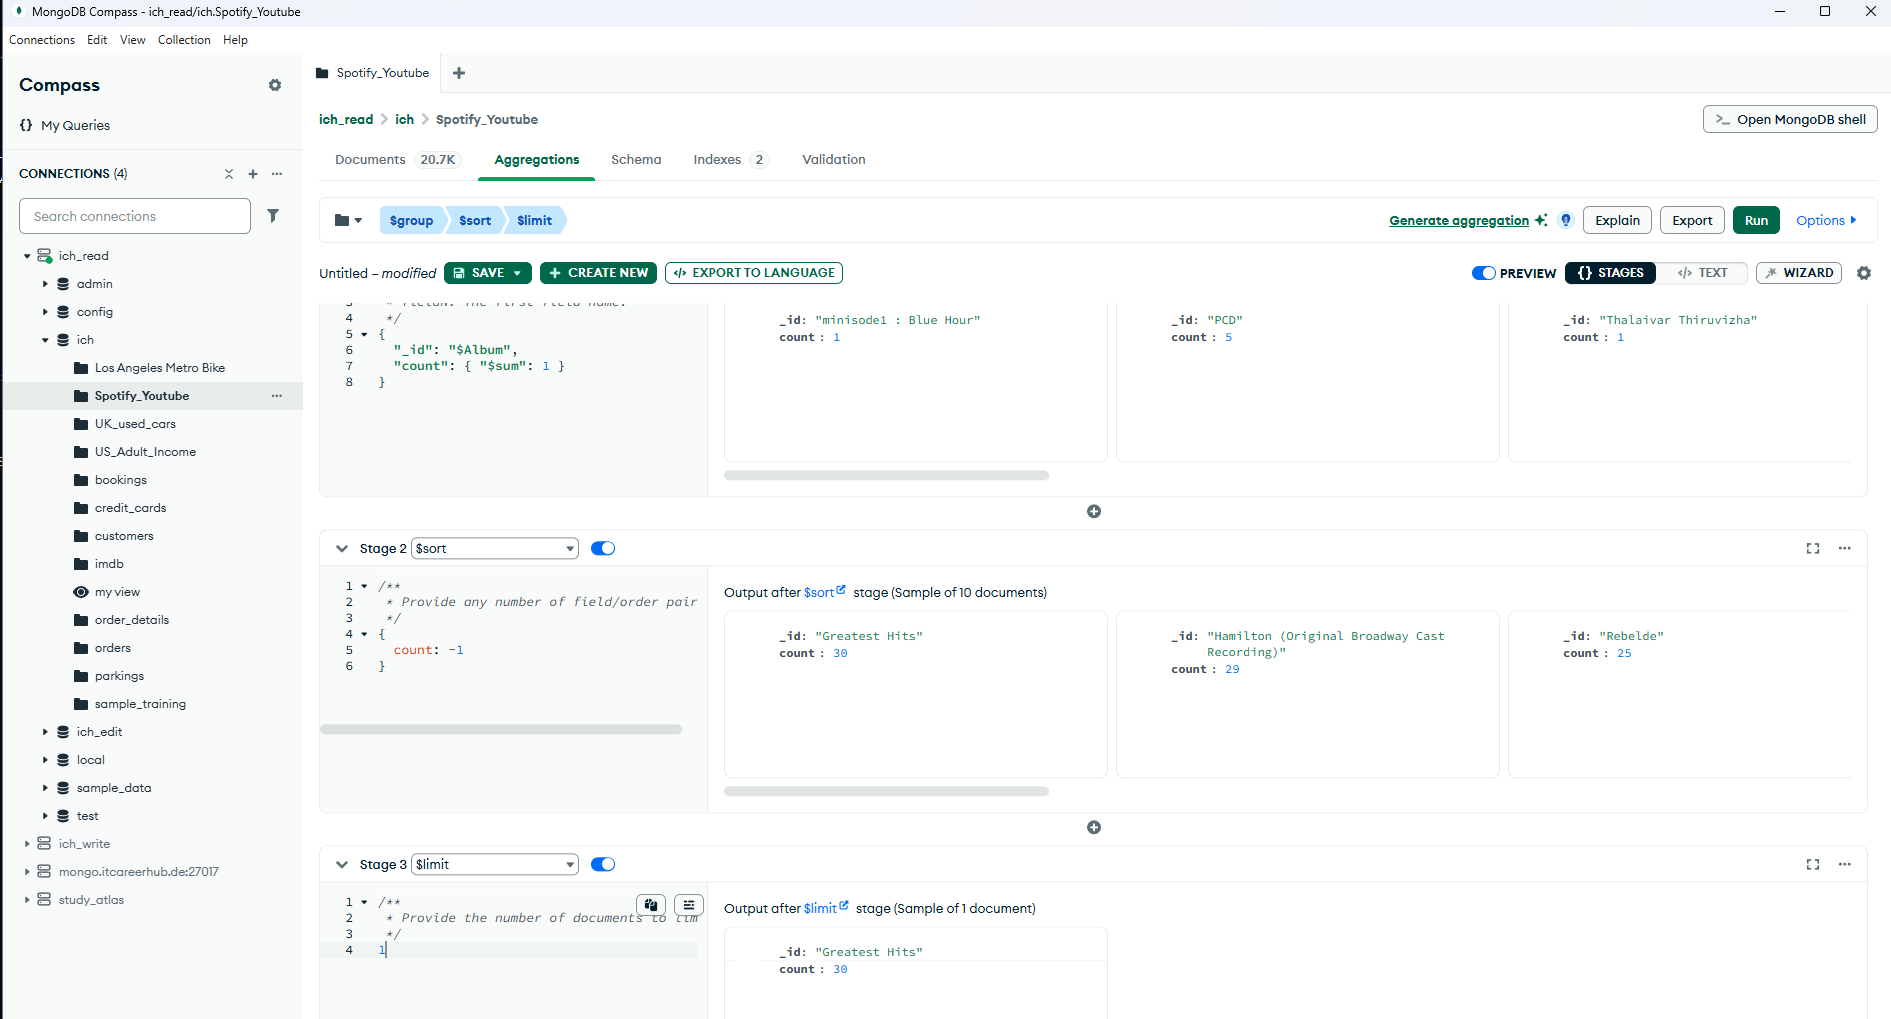 MongoDB Compass - ich_read/ich.Spotify_Youtube
Connections Edit View Collection Help
Compass
{} My Queries
CONNECTIONS (4)
Search connections
ich_read
admin
config
ich
Los Angeles Metro Bike
Spotify_Youtube
UK_used_cars
US_Adult_Income
bookings
credit_cards
customers
imdb
my view
order_details
orders
parkings
sample_training
ich_edit
local
sample_data
test
ich_write
mongo.itcareerhub.de:27017
study_atlas
Spotify_Youtube
ich_read > ich > Spotify_Youtube
>_ Open MongoDB shell
Documents 20.7K Aggregations Schema Indexes 2 Validation
$group $sort $limit
Generate aggregation Explain Export Run Options
Untitled – modified SAVE + CREATE NEW </> EXPORT TO LANGUAGE
PREVIEW {} STAGES </> TEXT WIZARD
3 * fieldN: The first field name.
4 */
5 {
6 "_id": "$Album",
7 "count": { "$sum": 1 }
8 }
_id: "minisode1 : Blue Hour"
count : 1
_id: "PCD"
count : 5
_id: "Thalaivar Thiruvizha"
count : 1
Stage 2 $sort
1 /**
2 * Provide any number of field/order pair
3 */
4 {
5 count: -1
6 }
Output after $sort stage (Sample of 10 documents)
_id: "Greatest Hits"
count : 30
_id: "Hamilton (Original Broadway Cast
Recording)"
count : 29
_id: "Rebelde"
count : 25
Stage 3 $limit
1 /**
2 * Provide the number of documents to lim
3 */
4 1
Output after $limit stage (Sample of 1 document)
_id: "Greatest Hits"
count : 30